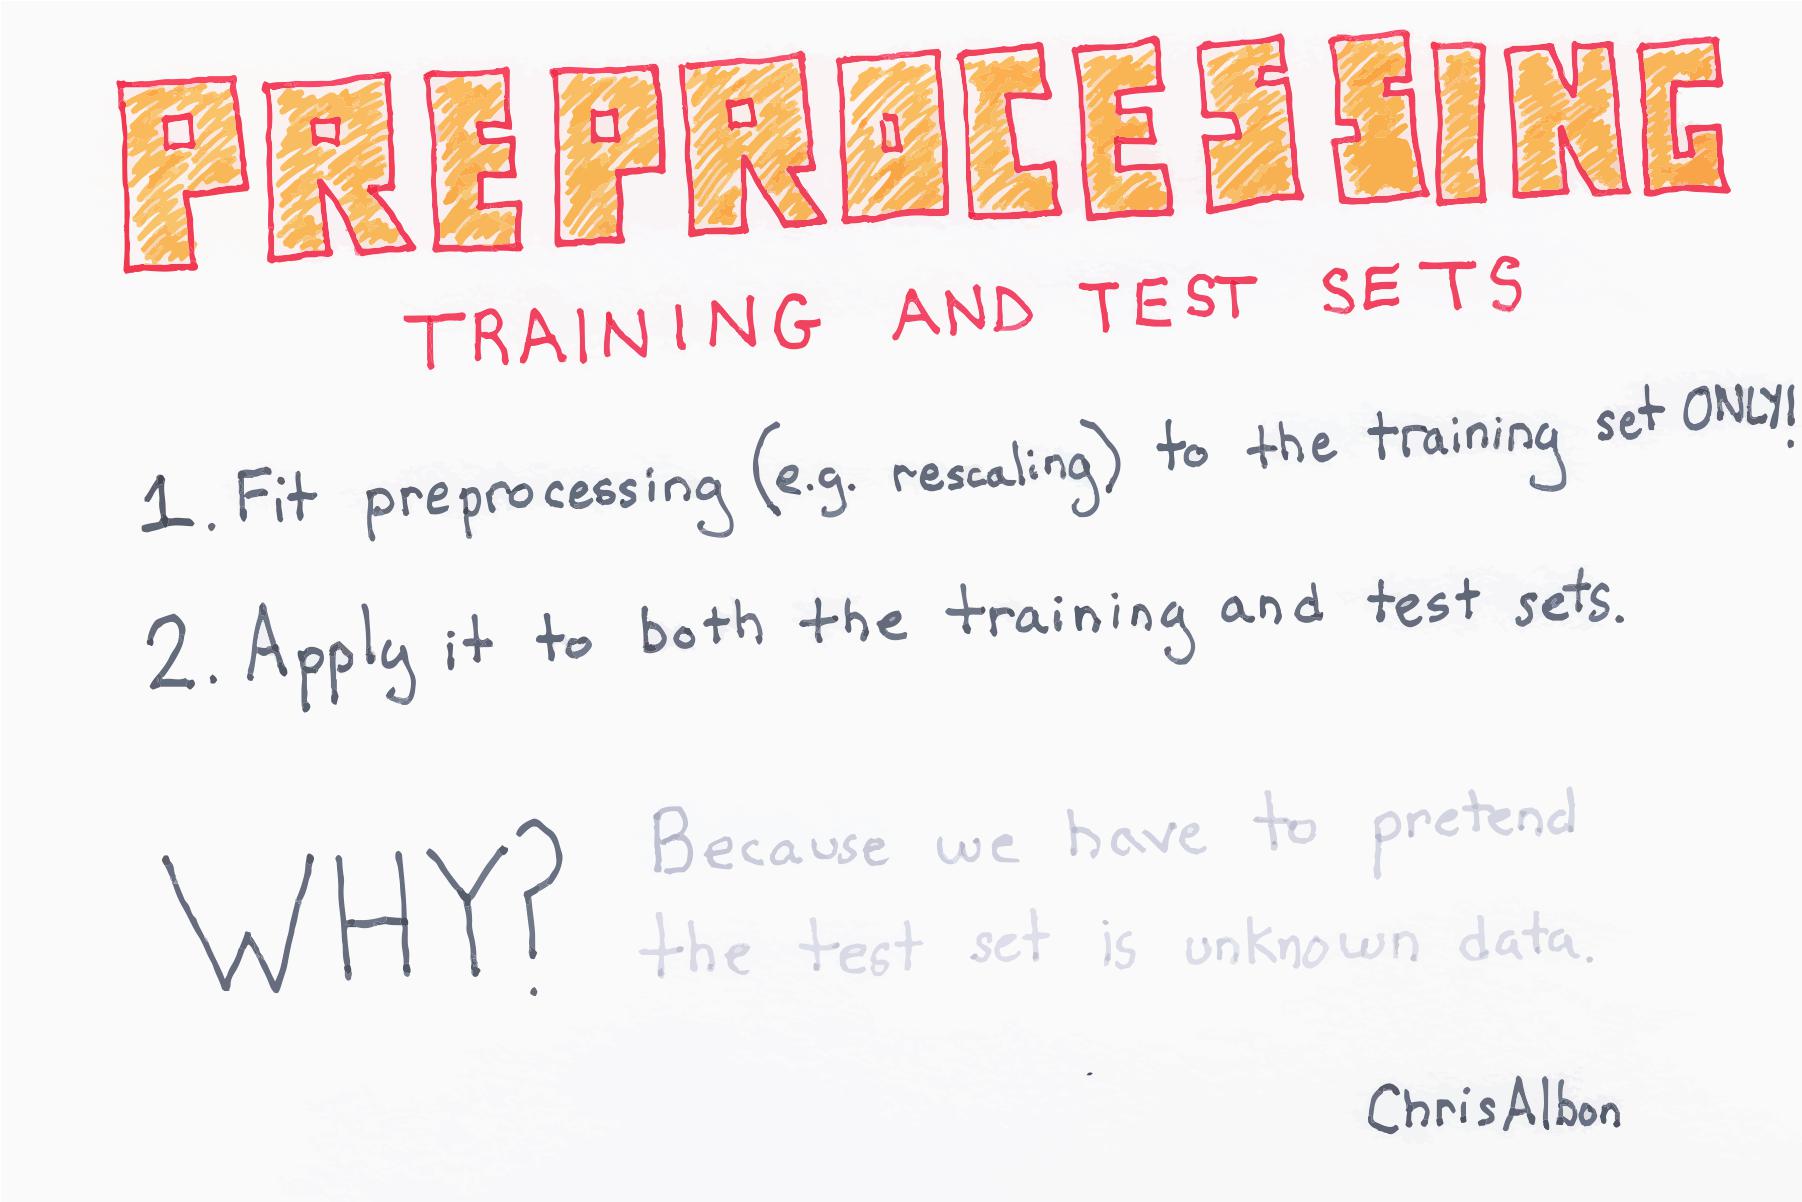 PREPROCESSING
TRAINING AND TEST SETS
1. Fit preprocessing (e.g. rescaling) to the training set ONLY!
2. Apply it to both the training and test sets.
WHY? Because we have to pretend
the test set is unknown data.
ChrisAlbon